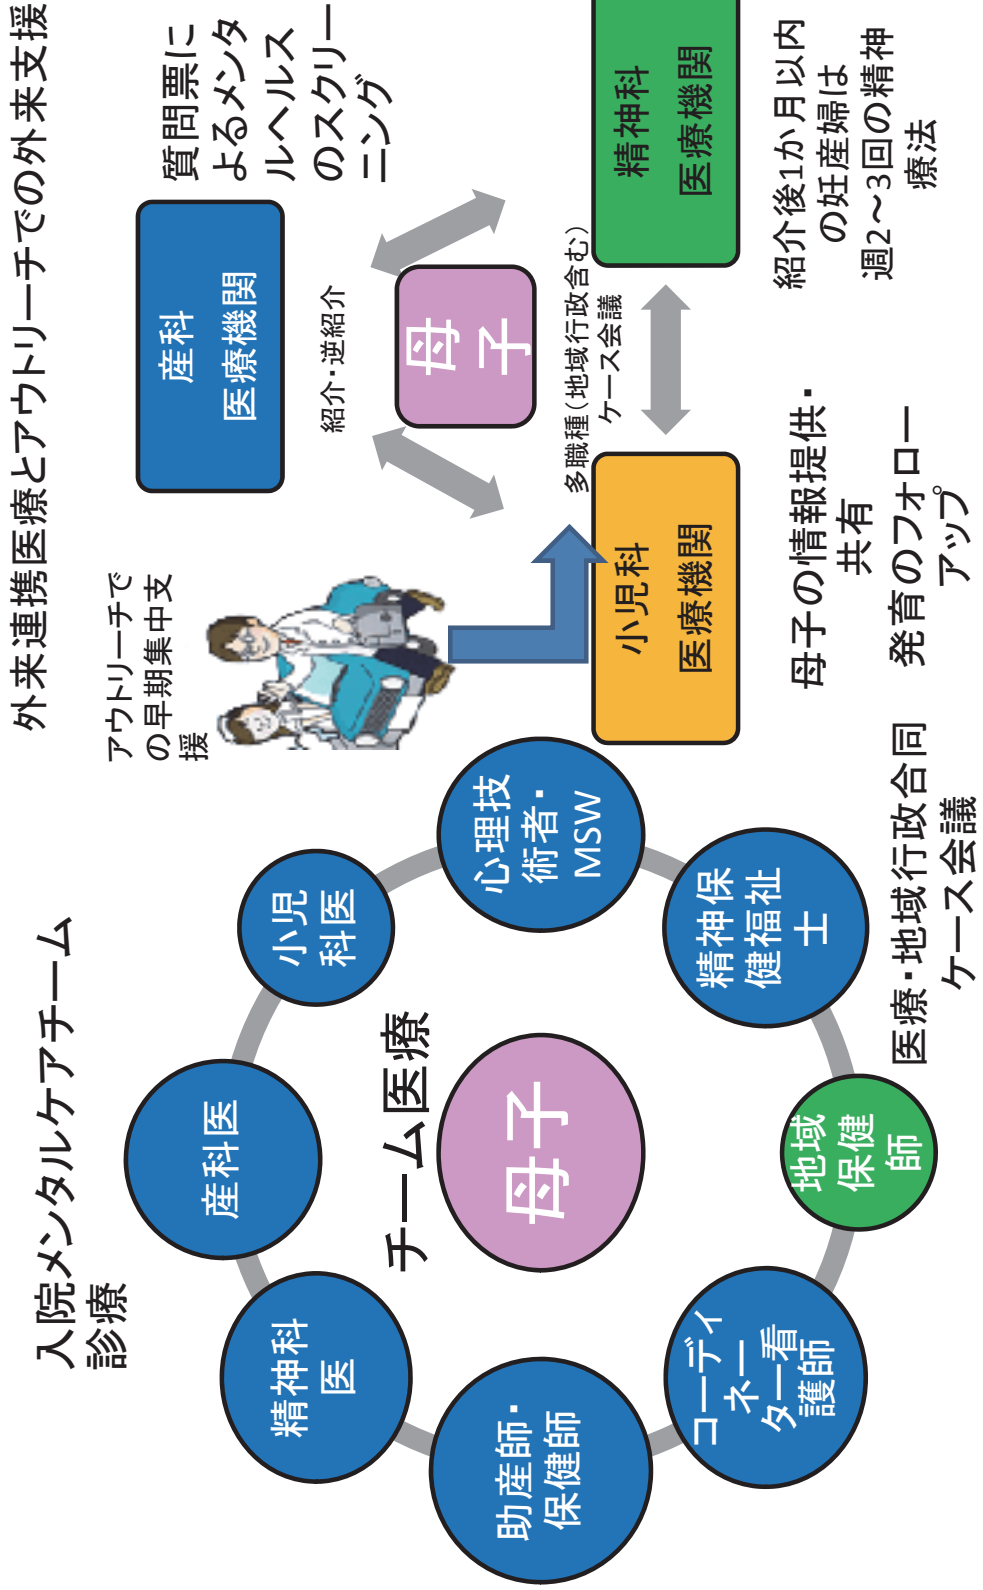 入院メンタルケアチーム
診療
産科医
小児
科医
心理技
術者・
MSW
精神保
健福祉
士
地域
保健
師
コーディ
ネー
ター看
護師
助産師・
保健師
精神科
医
チーム医療
母子
医療・地域行政合同
ケース会議
外来連携医療とアウトリーチでの外来支援
アウトリーチで
の早期集中支
援
産科
医療機関
質問票に
よるメンタ
ルヘルス
のスクリー
ニング
紹介・逆紹介
母
子
多職種（地域行政含む）
ケース会議
小児科
医療機関
精神科
医療機関
母子の情報提供・
共有
発育のフォロー
アップ
紹介後1か月以内
の妊産婦は
週2～3回の精神
療法